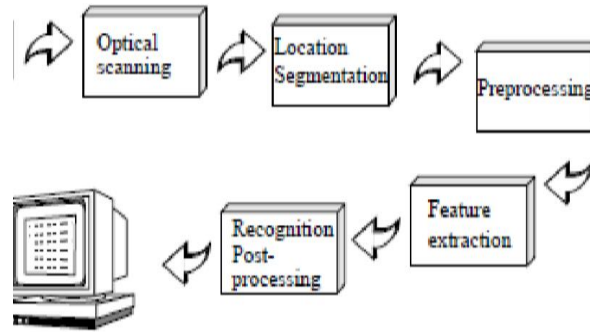 Optical
scanning
Location
Segmentation
Preprocessing
Feature
extraction
Recognition
Post-
processing